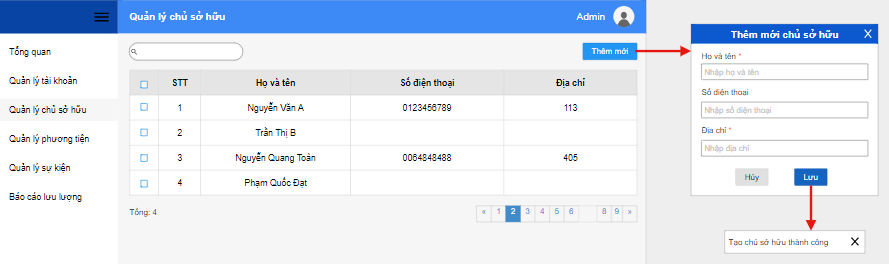 Quản lý chủ sở hữu
Admin
Tổng quan
Quản lý tài khoản
Quản lý chủ sở hữu
Quản lý phương tiện
Quản lý sự kiện
Báo cáo lưu lượng
Thêm mới
STT Họ và tên Số điện thoại Địa chỉ
1 Nguyễn Văn A 0123456789 113
2 Trần Thị B
3 Nguyễn Quang Toản 0064848488 405
4 Phạm Quốc Đạt
Tổng: 4
« 1 2 3 4 5 6 8 9 »
Thêm mới chủ sở hữu X
Họ và tên *
Nhập họ và tên
Số điện thoại
Nhập số điện thoại
Địa chỉ *
Nhập địa chỉ
Hủy Lưu
Tạo chủ sở hữu thành công X